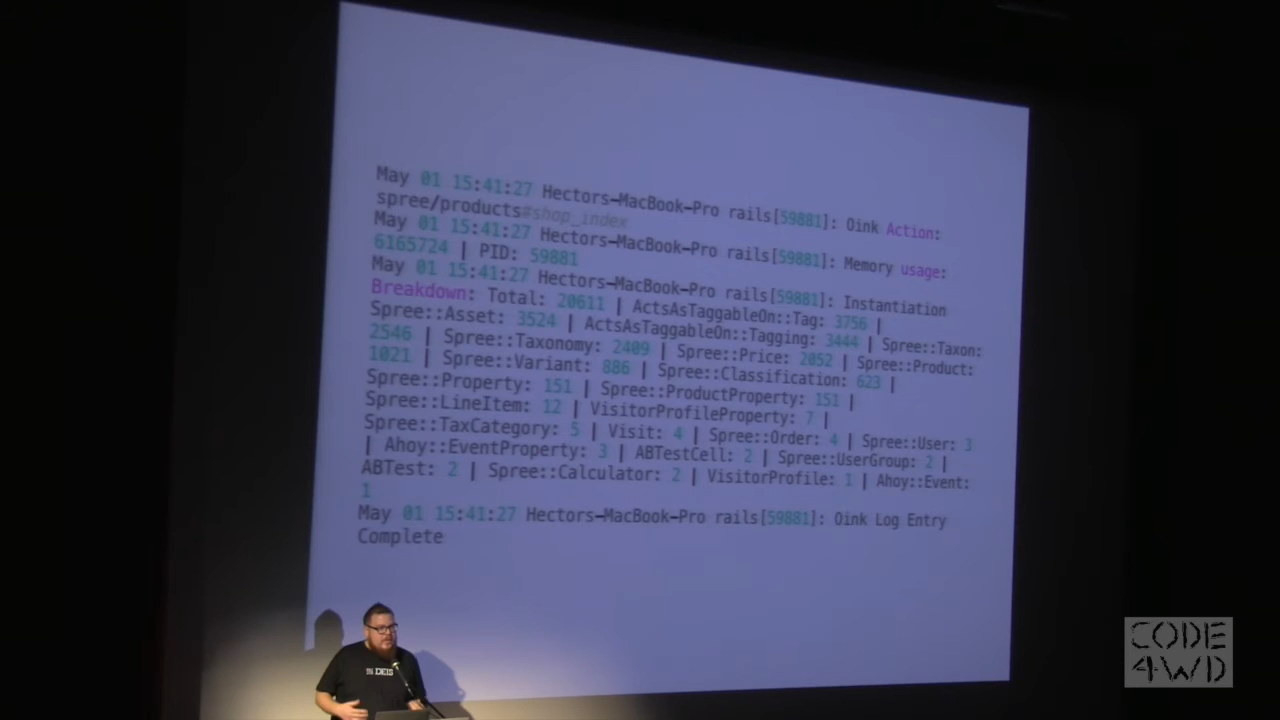 May 01 15:41:27 Hectors-MacBook-Pro rails[59881]: Oink Action:
spree/products#shop_index
May 01 15:41:27 Hectors-MacBook-Pro rails[59881]: Memory usage:
6165724 | PID: 59881
May 01 15:41:27 Hectors-MacBook-Pro rails[59881]: Instantiation
Breakdown: Total: 20611 | ActsAsTaggableOn::Tag: 3756 |
Spree::Asset: 3524 | ActsAsTaggableOn::Tagging: 3444 | Spree::Taxon:
2546 | Spree::Taxonomy: 2409 | Spree::Price: 2052 | Spree::Product:
1021 | Spree::Variant: 886 | Spree::Classification: 623 |
Spree::Property: 151 | Spree::ProductProperty: 151 |
Spree::LineItem: 12 | VisitorProfileProperty: 7 |
Spree::TaxCategory: 5 | Visit: 4 | Spree::Order: 4 | Spree::User: 3
| Ahoy::EventProperty: 3 | ABTestCell: 2 | Spree::UserGroup: 2 |
ABTest: 2 | Spree::Calculator: 2 | VisitorProfile: 1 | Ahoy::Event:
1
May 01 15:41:27 Hectors-MacBook-Pro rails[59881]: Oink Log Entry
Complete
DEIS
CODE
4WD